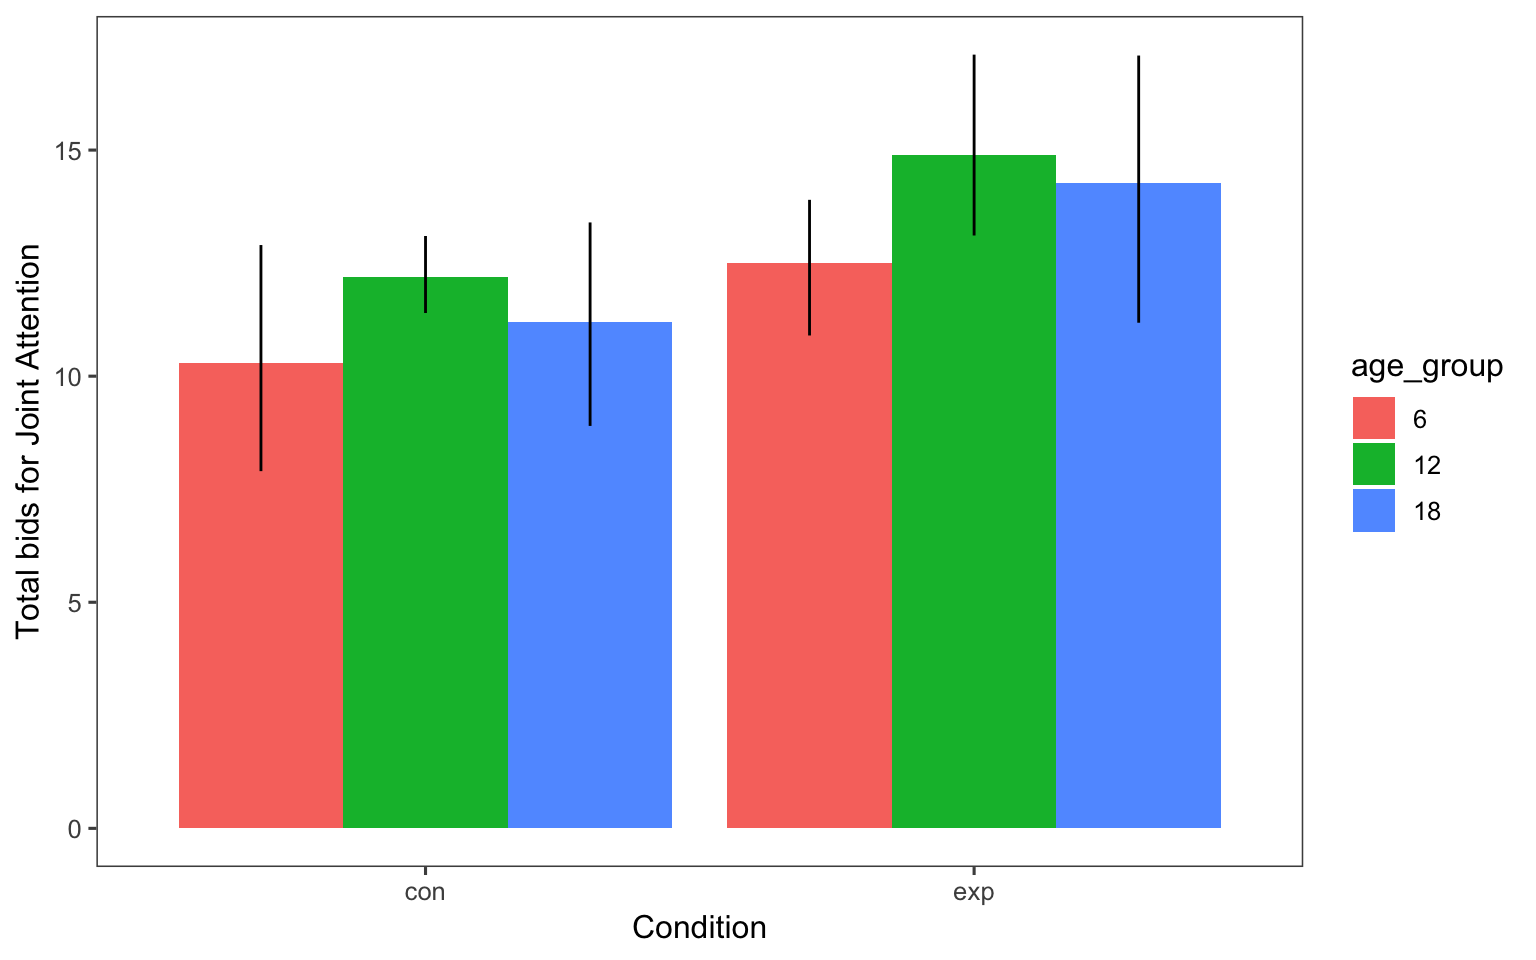 Total bids for Joint Attention
15
10
5
0
con
exp
Condition
age_group
6
12
18